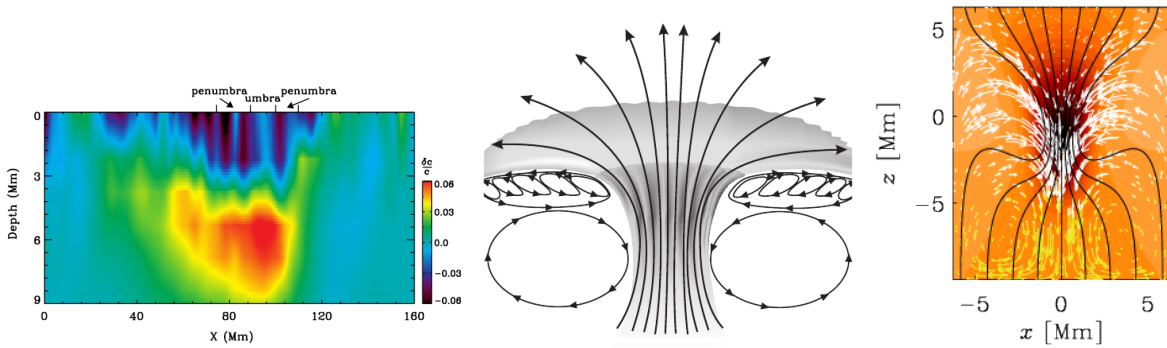 penumbra penumbra
umbra
0
3
6
9
Depth (Mm)
0 40 80 120 160
X (Mm)
δc
c
0.06
0.03
0.00
-0.03
-0.06
5
0
−5
z [Mm]
−5 0 5
x [Mm]